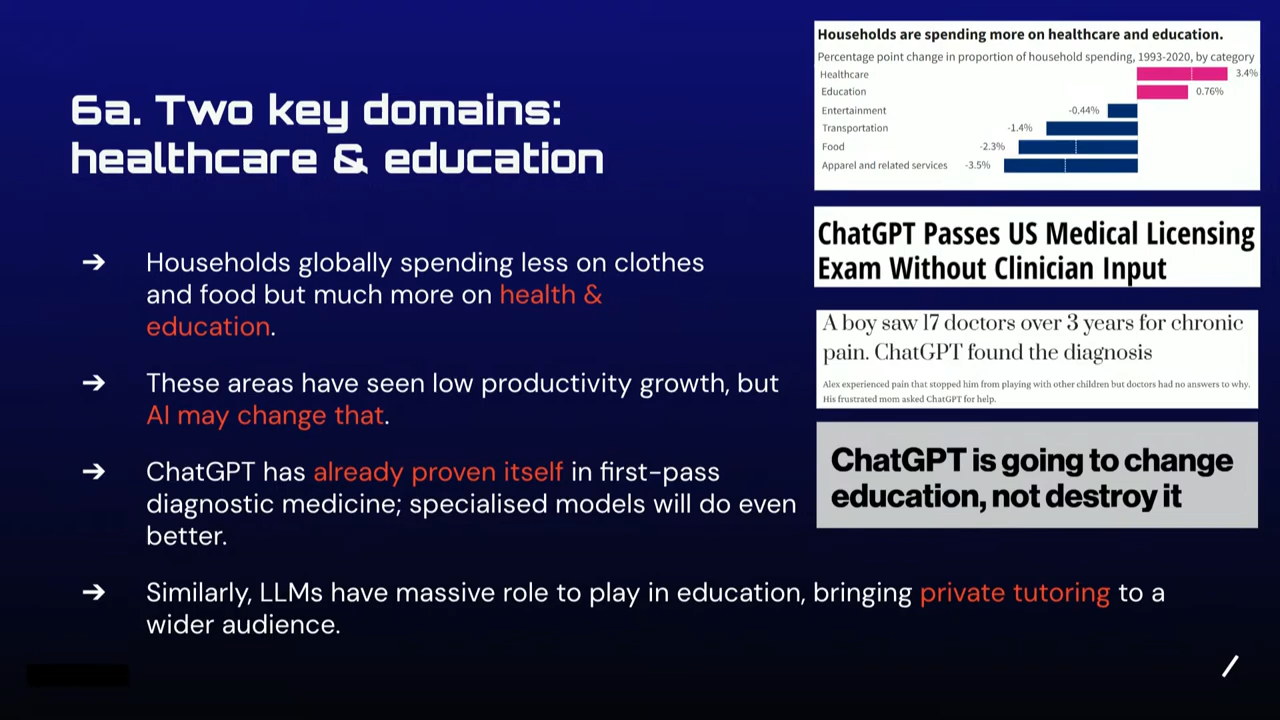 6a. Two key domains:
healthcare & education
➔ Households globally spending less on clothes
and food but much more on health &
education.
➔ These areas have seen low productivity growth, but
AI may change that.
➔ ChatGPT has already proven itself in first-pass
diagnostic medicine; specialised models will do even
better.
➔ Similarly, LLMs have massive role to play in education, bringing private tutoring to a
wider audience.
Households are spending more on healthcare and education.
Percentage point change in proportion of household spending, 1993-2020, by category
Healthcare 3.4%
Education 0.76%
Entertainment -0.44%
Transportation -1.4%
Food -2.3%
Apparel and related services -3.5%
ChatGPT Passes US Medical Licensing
Exam Without Clinician Input
A boy saw 17 doctors over 3 years for chronic
pain. ChatGPT found the diagnosis
Alex experienced pain that stopped him from playing with other children but doctors had no answers to why.
His frustrated mom asked ChatGPT for help.
ChatGPT is going to change
education, not destroy it